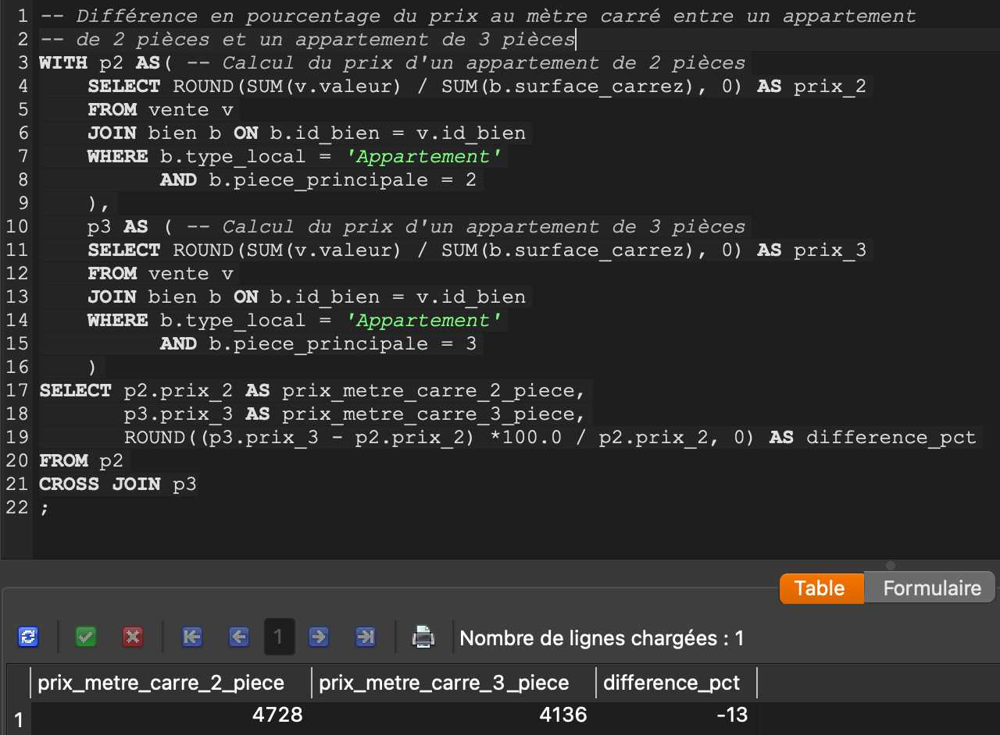 1 -- Différence en pourcentage du prix au mètre carré entre un appartement
2 -- de 2 pièces et un appartement de 3 pièces
3 WITH p2 AS( -- Calcul du prix d'un appartement de 2 pièces
4     SELECT ROUND(SUM(v.valeur) / SUM(b.surface_carrez), 0) AS prix_2
5     FROM vente v
6     JOIN bien b ON b.id_bien = v.id_bien
7     WHERE b.type_local = 'Appartement'
8           AND b.piece_principale = 2
9     ),
10     p3 AS ( -- Calcul du prix d'un appartement de 3 pièces
11     SELECT ROUND(SUM(v.valeur) / SUM(b.surface_carrez), 0) AS prix_3
12     FROM vente v
13     JOIN bien b ON b.id_bien = v.id_bien
14     WHERE b.type_local = 'Appartement'
15           AND b.piece_principale = 3
16     )
17 SELECT p2.prix_2 AS prix_metre_carre_2_piece,
18        p3.prix_3 AS prix_metre_carre_3_piece,
19        ROUND((p3.prix_3 - p2.prix_2) *100.0 / p2.prix_2, 0) AS difference_pct
20 FROM p2
21 CROSS JOIN p3
22 ;
Table Formulaire
1 Nombre de lignes chargées : 1
prix_metre_carre_2_piece prix_metre_carre_3_piece difference_pct
1 4728 4136 -13